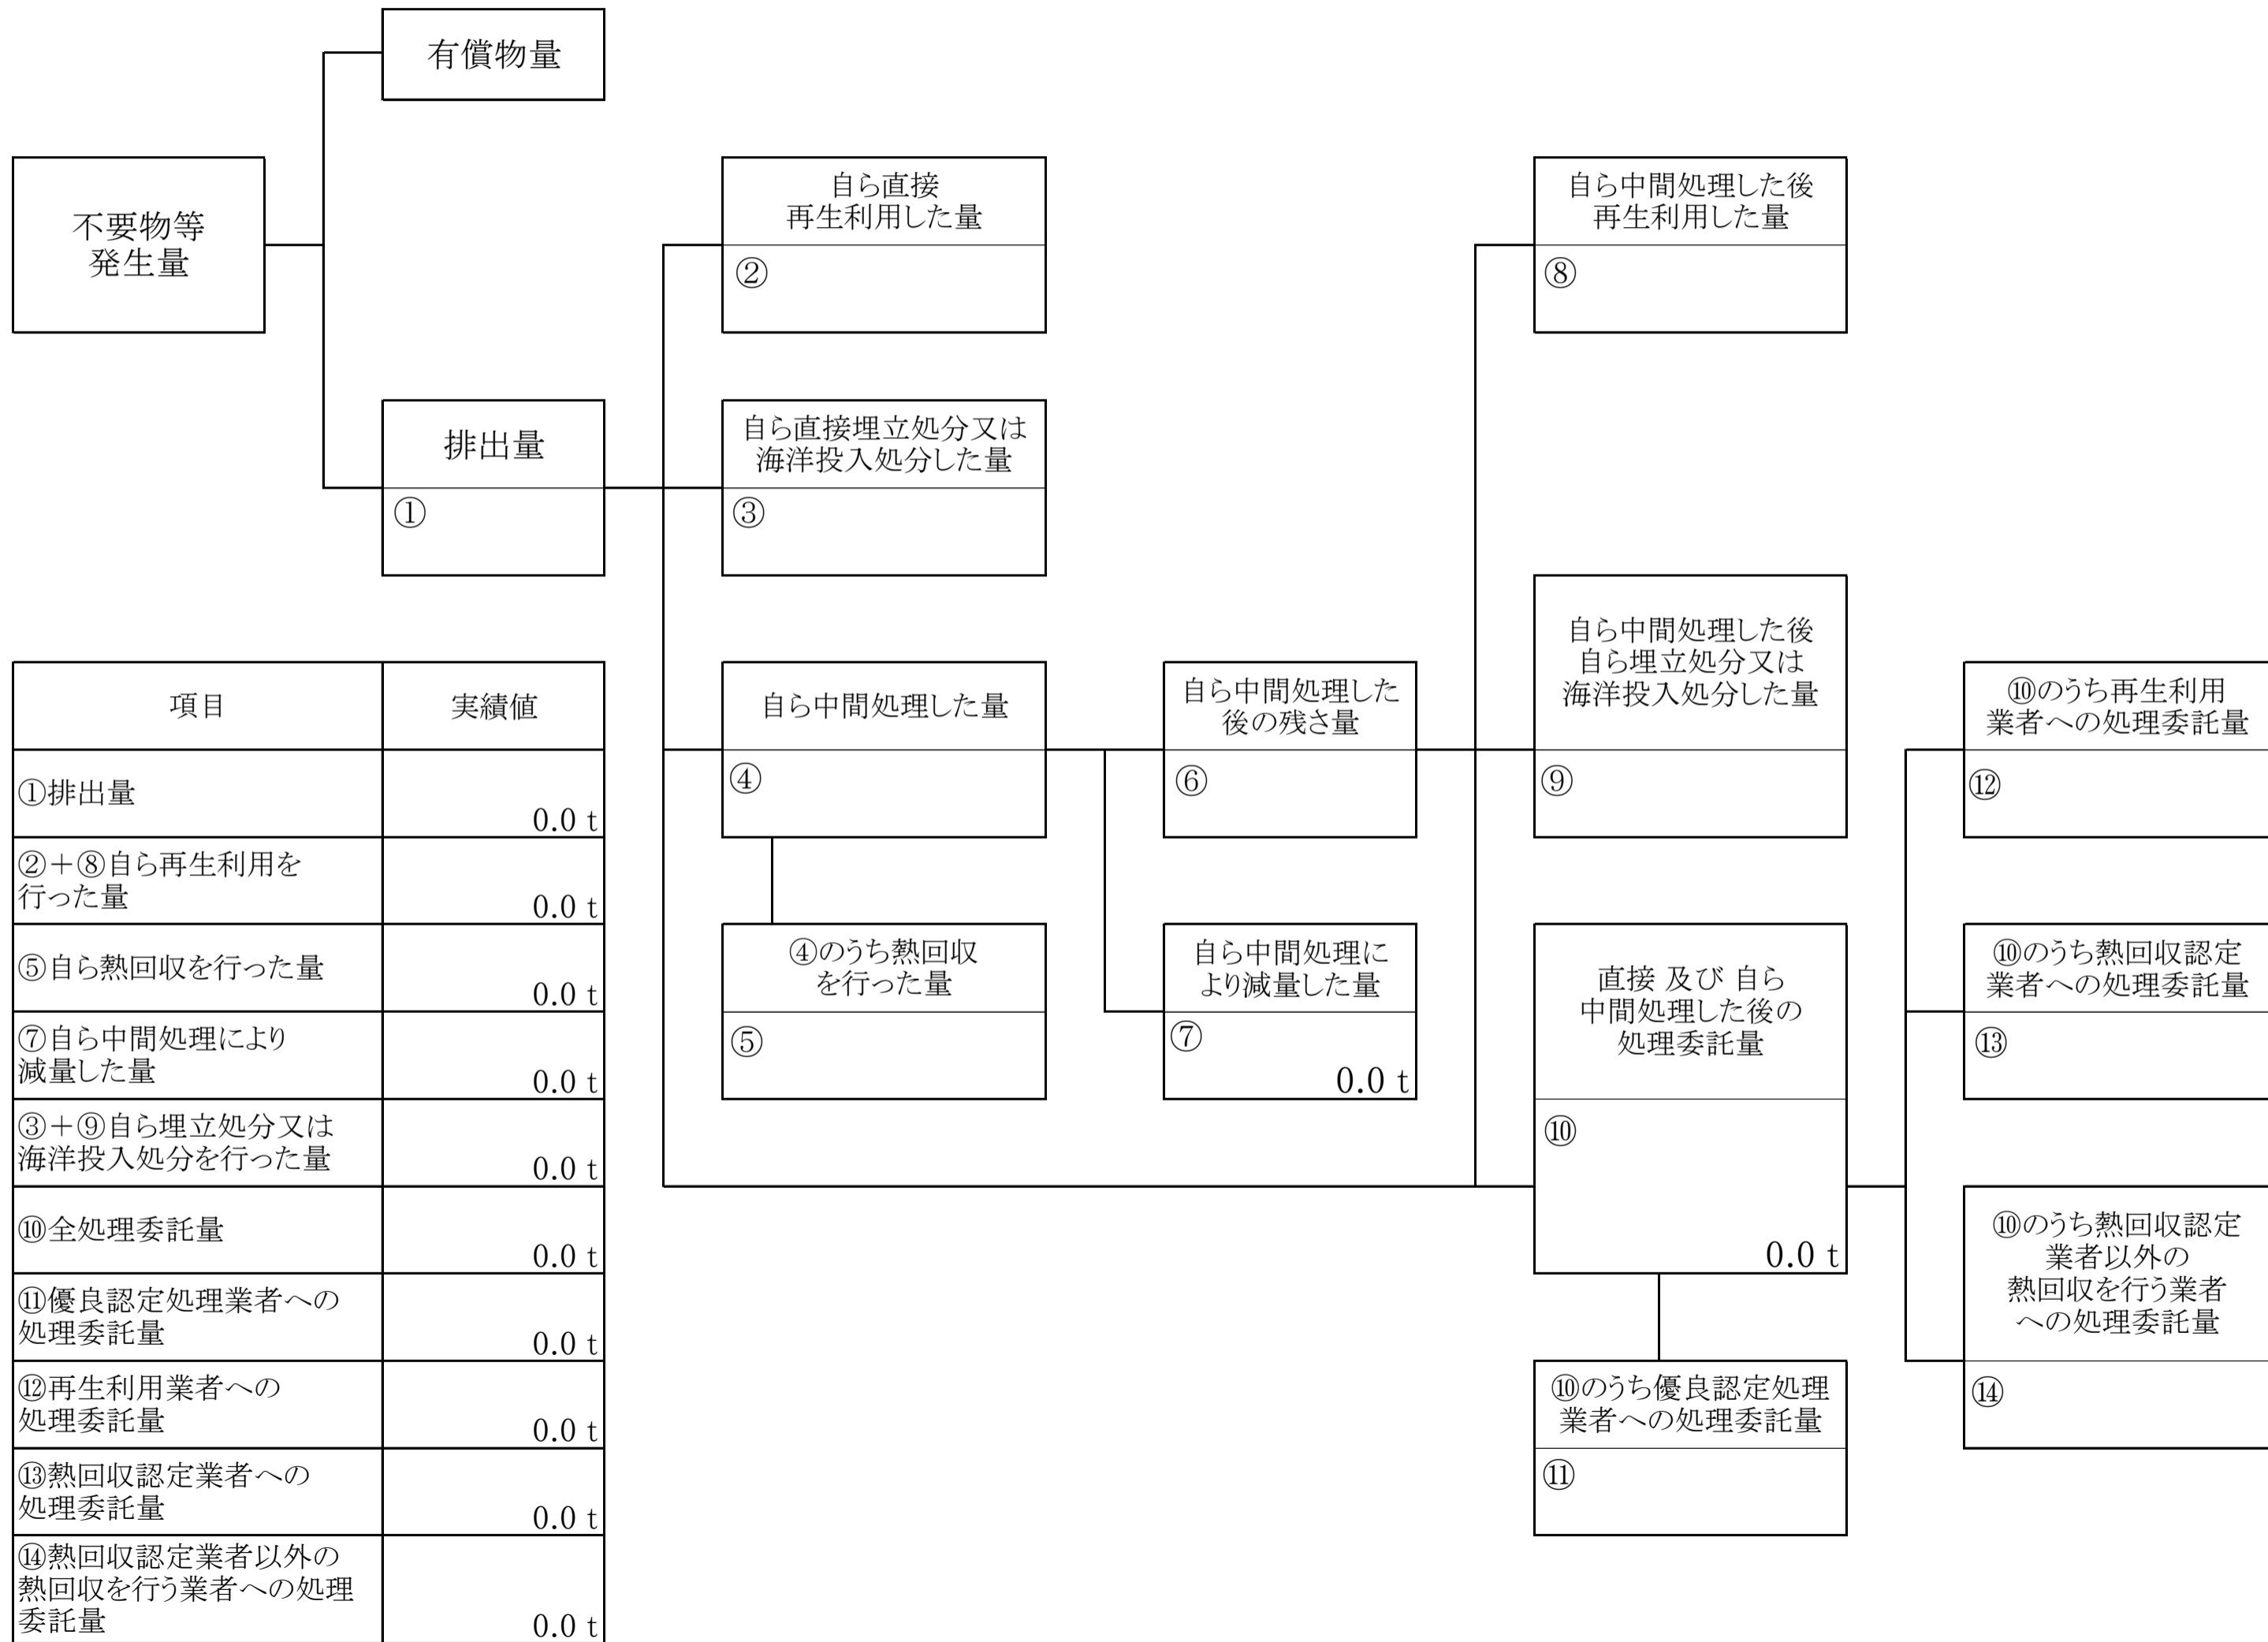 有償物量
不要物等
発生量
自ら直接
再生利用した量
②
自ら中間処理した後
再生利用した量
⑧
排出量
①
自ら直接埋立処分又は
海洋投入処分した量
③
自ら中間処理した量
④
自ら中間処理した
後の残さ量
⑥
自ら中間処理した後
自ら埋立処分又は
海洋投入処分した量
⑨
⑩のうち再生利用
業者への処理委託量
⑫
④のうち熱回収
を行った量
⑤
自ら中間処理に
より減量した量
⑦
0.0 t
直接 及び 自ら
中間処理した後の
処理委託量
⑩
0.0 t
⑩のうち熱回収認定
業者への処理委託量
⑬
⑩のうち熱回収認定
業者以外の
熱回収を行う業者
への処理委託量
⑭
⑩のうち優良認定処理
業者への処理委託量
⑪
項目
実績値
①排出量
0.0 t
②＋⑧自ら再生利用を
行った量
0.0 t
⑤自ら熱回収を行った量
0.0 t
⑦自ら中間処理により
減量した量
0.0 t
③＋⑨自ら埋立処分又は
海洋投入処分を行った量
0.0 t
⑩全処理委託量
0.0 t
⑪優良認定処理業者への
処理委託量
0.0 t
⑫再生利用業者への
処理委託量
0.0 t
⑬熱回収認定業者への
処理委託量
0.0 t
⑭熱回収認定業者以外の
熱回収を行う業者への処理
委託量
0.0 t